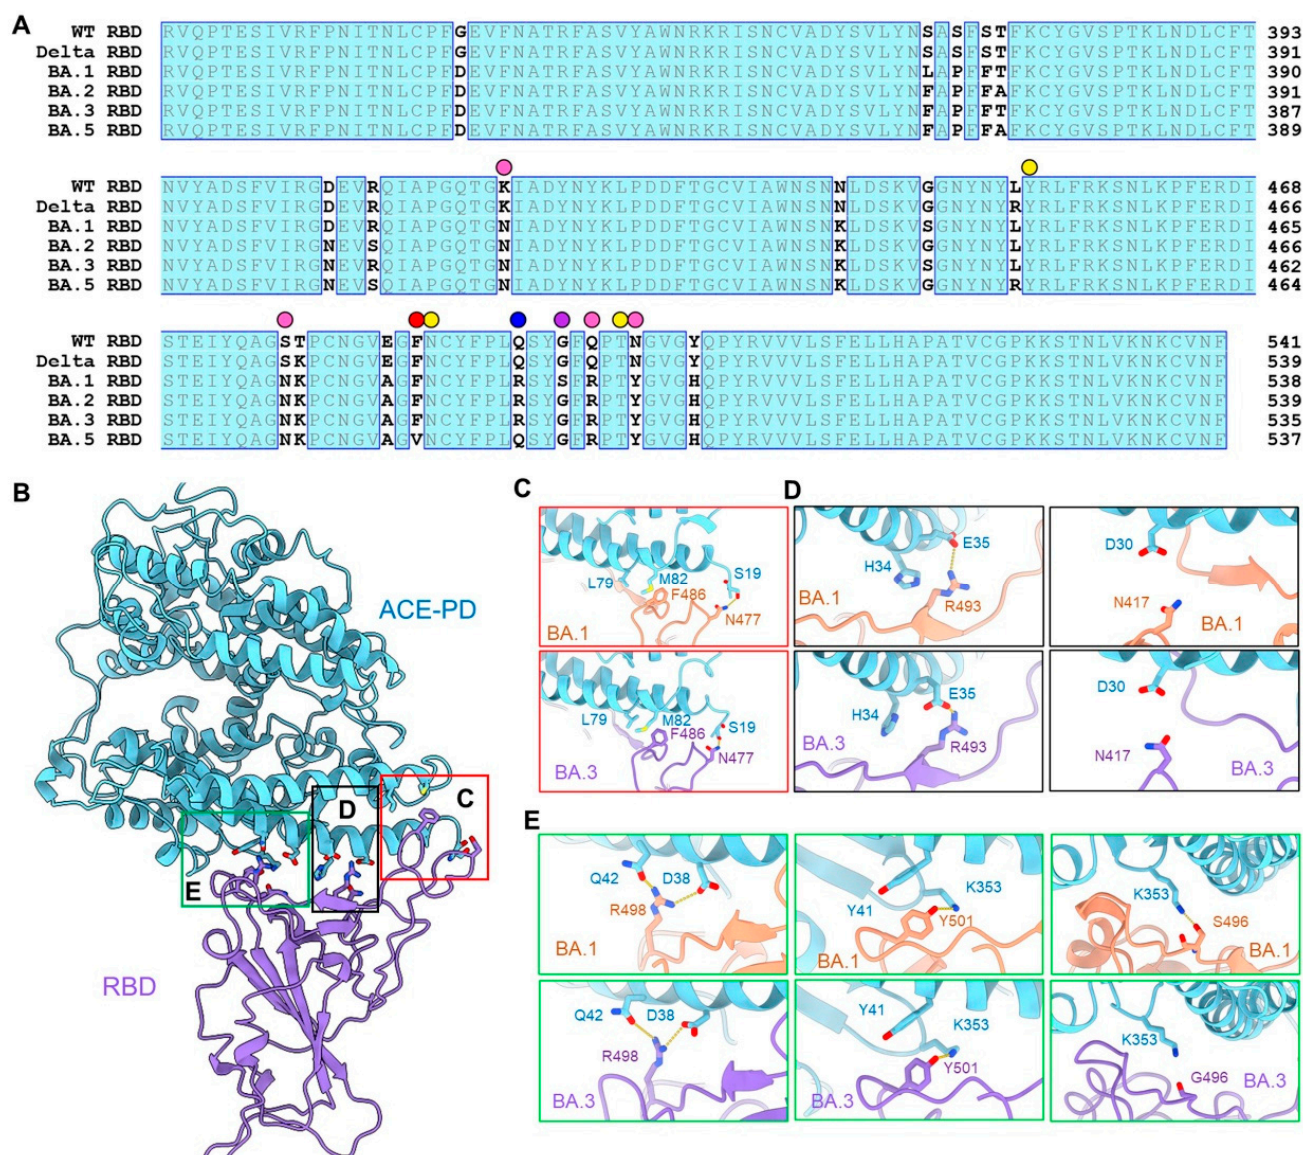 A
WT RBD RVQPTESIVRFPNITNLCPFGEVFNATRFASVYAWNRKRISNCVADYSVLYNSASFSTFKCYGVSPTKLNDLCFT 393
Delta RBD RVQPTESIVRFPNITNLCPFGEVFNATRFASVYAWNRKRISNCVADYSVLYNSASFSTFKCYGVSPTKLNDLCFT 391
BA.1 RBD RVQPTESIVRFPNITNLCPFDEVFNATRFASVYAWNRKRISNCVADYSVLYNLAPFFTFKCYGVSPTKLNDLCFT 390
BA.2 RBD RVQPTESIVRFPNITNLCPFDEVFNATRFASVYAWNRKRISNCVADYSVLYNFAPFFAFKCYGVSPTKLNDLCFT 391
BA.3 RBD RVQPTESIVRFPNITNLCPFDEVFNATRFASVYAWNRKRISNCVADYSVLYNFAPFFTFKCYGVSPTKLNDLCFT 387
BA.5 RBD RVQPTESIVRFPNITNLCPFDEVFNATRFASVYAWNRKRISNCVADYSVLYNFAPFFAFKCYGVSPTKLNDLCFT 389
WT RBD NVYADSFVIRGDEVRQIAPGQTGKIADYNYKLPDDFTGCVIAWNSNNLDSKVGGNYNYLYRLFRKSNLKPFERDI 468
Delta RBD NVYADSFVIRGDEVRQIAPGQTGKIADYNYKLPDDFTGCVIAWNSNNLDSKVGGNYNYRYRLFRKSNLKPFERDI 466
BA.1 RBD NVYADSFVIRGDEVRQIAPGQTGNIADYNYKLPDDFTGCVIAWNSNKLDSKVSGNYNYLYRLFRKSNLKPFERDI 465
BA.2 RBD NVYADSFVIRGNEVSQIAPGQTGNIADYNYKLPDDFTGCVIAWNSNKLDSKVGGNYNYLYRLFRKSNLKPFERDI 466
BA.3 RBD NVYADSFVIRGNEVRQIAPGQTGNIADYNYKLPDDFTGCVIAWNSNKLDSKVSGNYNYLYRLFRKSNLKPFERDI 462
BA.5 RBD NVYADSFVIRGNEVSQIAPGQTGNIADYNYKLPDDFTGCVIAWNSNKLDSKVGGNYNYRYRLFRKSNLKPFERDI 464
WT RBD STEIYQAGSTPCNGVEGFNCYFPLQSYGFQPTNGVGYQPYRVVVLSFELLHAPATVCGPKKSTNLVKNKCVNF 541
Delta RBD STEIYQAGSKPCNGVEGFNCYFPLQSYGFQPTNGVGYQPYRVVVLSFELLHAPATVCGPKKSTNLVKNKCVNF 539
BA.1 RBD STEIYQAGNKPCNGVAGFNCYFPLRSYSFRPTYGVGHQPYRVVVLSFELLHAPATVCGPKKSTNLVKNKCVNF 538
BA.2 RBD STEIYQAGNKPCNGVAGFNCYFPLRSYGFRPTYGVGHQPYRVVVLSFELLHAPATVCGPKKSTNLVKNKCVNF 539
BA.3 RBD STEIYQAGNKPCNGVAGFNCYFPLRSYGFRPTYGVGHQPYRVVVLSFELLHAPATVCGPKKSTNLVKNKCVNF 535
BA.5 RBD STEIYQAGNKPCNGVAGVNCYFPLQSYGFRPTYGVGHQPYRVVVLSFELLHAPATVCGPKKSTNLVKNKCVNF 537
B
ACE-PD
C
D
E
RBD
C
L79
M82
S19
F486
N477
BA.1
L79
M82
S19
F486
N477
BA.3
D
E35
H34
BA.1
R493
D30
N417
BA.1
E35
H34
R493
BA.3
D30
N417
BA.3
E
Q42
D38
R498
BA.1
K353
Y41
Y501
BA.1
K353
S496
BA.1
Q42
D38
R498
BA.3
Y41
K353
Y501
BA.3
K353
G496
BA.3